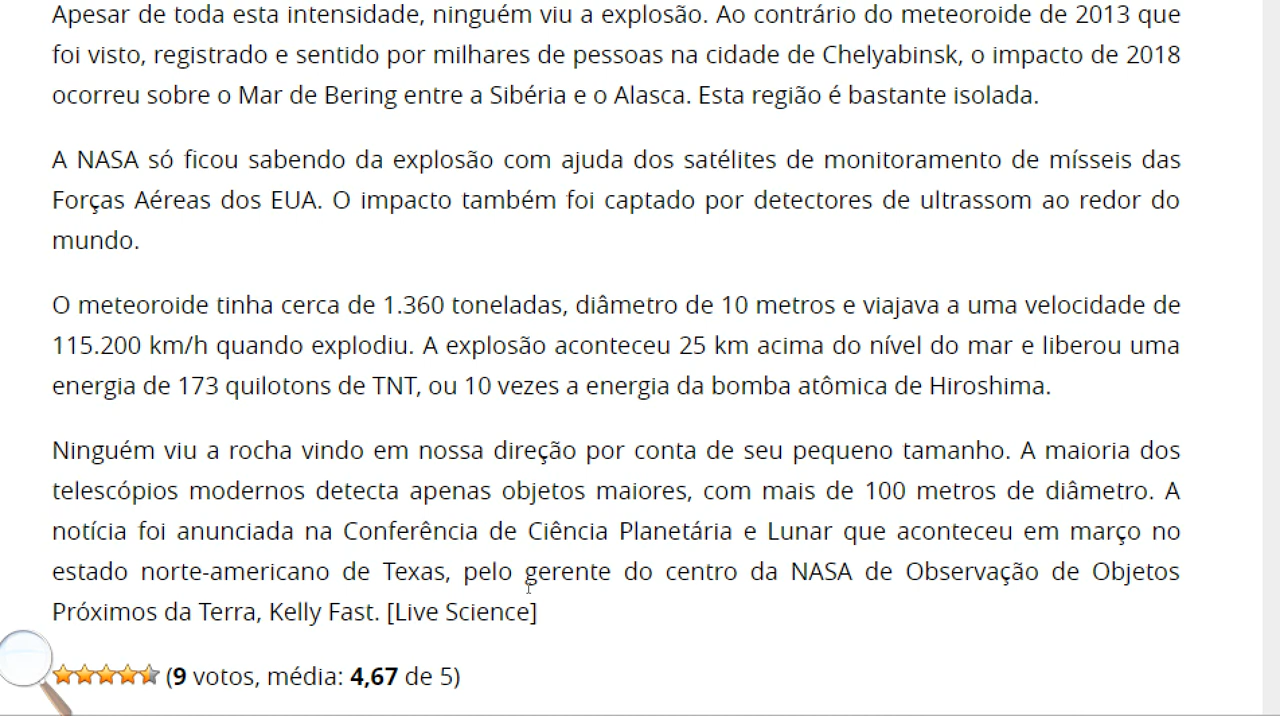 Apesar de toda esta intensidade, ninguém viu a explosão. Ao contrário do meteoroide de 2013 que
foi visto, registrado e sentido por milhares de pessoas na cidade de Chelyabinsk, o impacto de 2018
ocorreu sobre o Mar de Bering entre a Sibéria e o Alasca. Esta região é bastante isolada.
A NASA só ficou sabendo da explosão com ajuda dos satélites de monitoramento de mísseis das
Forças Aéreas dos EUA. O impacto também foi captado por detectores de ultrassom ao redor do
mundo.
O meteoroide tinha cerca de 1.360 toneladas, diâmetro de 10 metros e viajava a uma velocidade de
115.200 km/h quando explodiu. A explosão aconteceu 25 km acima do nível do mar e liberou uma
energia de 173 quilotons de TNT, ou 10 vezes a energia da bomba atômica de Hiroshima.
Ninguém viu a rocha vindo em nossa direção por conta de seu pequeno tamanho. A maioria dos
telescópios modernos detecta apenas objetos maiores, com mais de 100 metros de diâmetro. A
notícia foi anunciada na Conferência de Ciência Planetária e Lunar que aconteceu em março no
estado norte-americano de Texas, pelo gerente do centro da NASA de Observação de Objetos
Próximos da Terra, Kelly Fast. [Live Science]
(9 votos, média: 4,67 de 5)